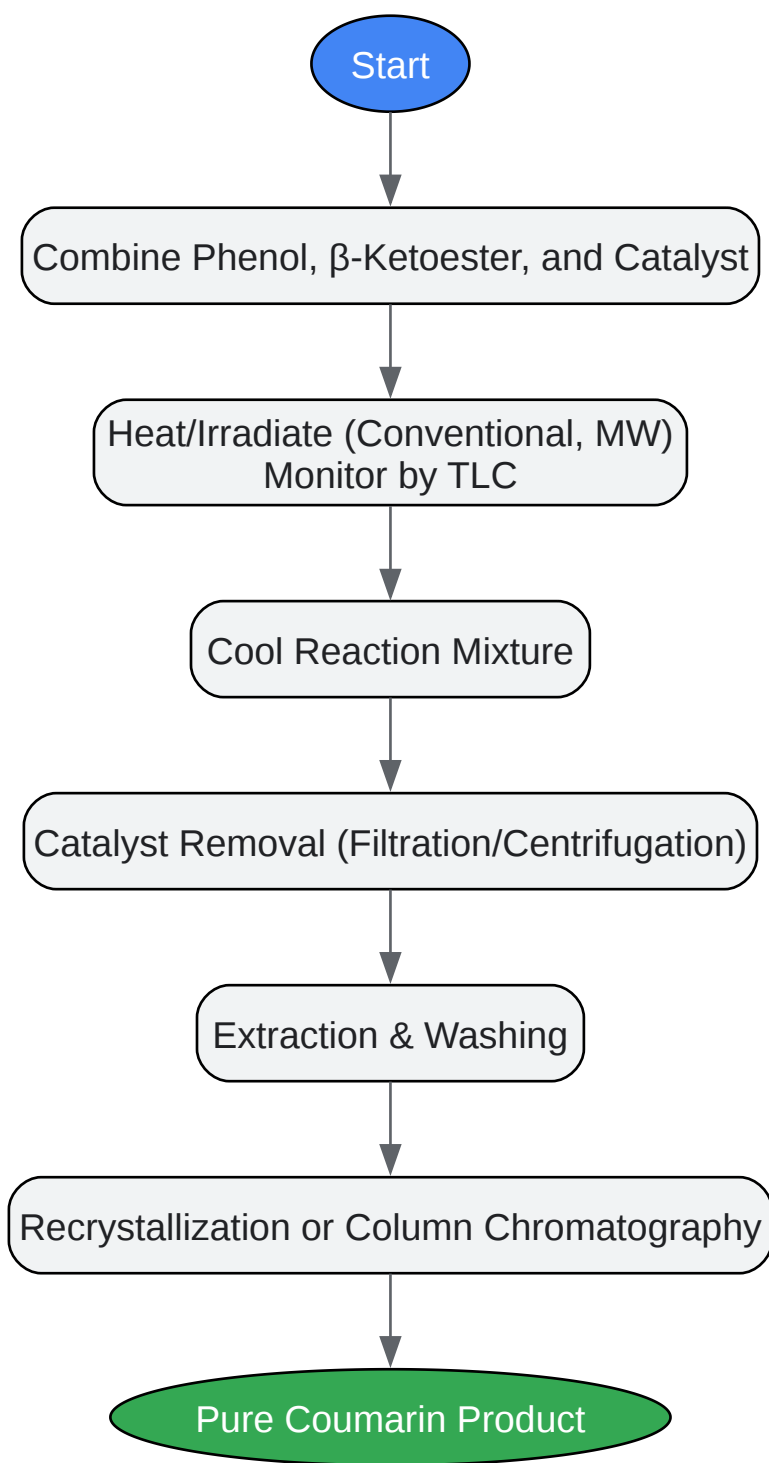 Start
Combine Phenol, β-Ketoester, and Catalyst
Heat/Irradiate (Conventional, MW)
Monitor by TLC
Cool Reaction Mixture
Catalyst Removal (Filtration/Centrifugation)
Extraction & Washing
Recrystallization or Column Chromatography
Pure Coumarin Product